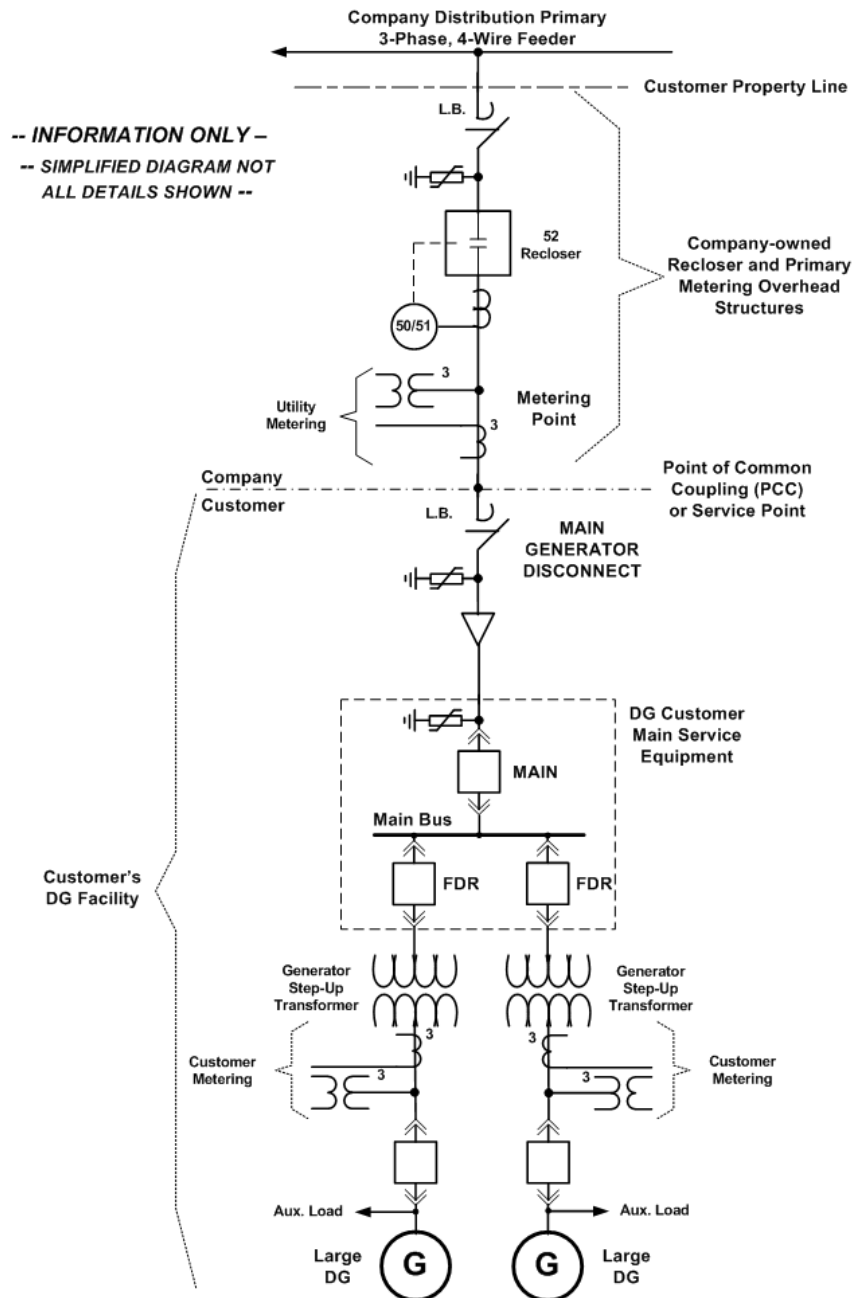 Company Distribution Primary
3-Phase, 4-Wire Feeder
Customer Property Line
L.B.
-- INFORMATION ONLY –
-- SIMPLIFIED DIAGRAM NOT
ALL DETAILS SHOWN --
52
Recloser
Company-owned
Recloser and Primary
Metering Overhead
Structures
50/51
3
Utility
Metering
Metering
Point
3
Company
Customer
Point of Common
Coupling (PCC)
or Service Point
L.B.
MAIN
GENERATOR
DISCONNECT
DG Customer
Main Service
Equipment
MAIN
Main Bus
Customer's
DG Facility
FDR
FDR
Generator
Step-Up
Transformer
Generator
Step-Up
Transformer
3
3
Customer
Metering
3
3
Customer
Metering
Aux. Load
Aux. Load
Large
DG
G
G
Large
DG